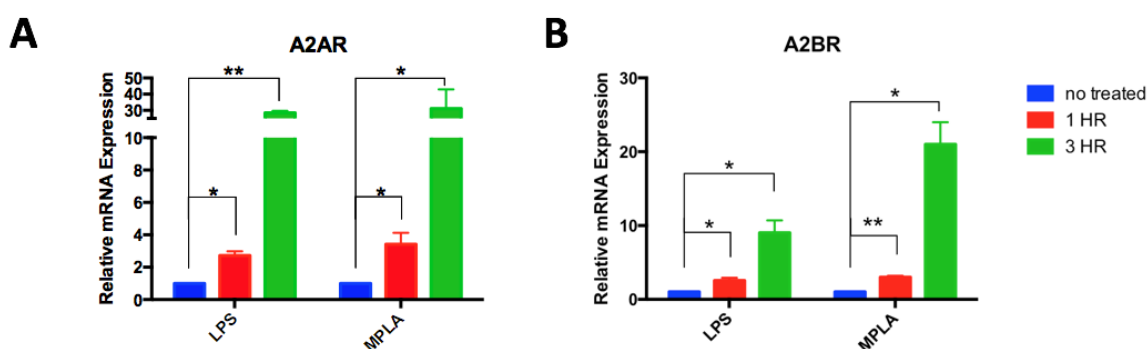 A
A2AR
Relative mRNA Expression
50
40
30
10
8
6
4
2
0
**
*
*
*
LPS
MPLA
B
A2BR
Relative mRNA Expression
30
20
10
0
*
*
*
**
LPS
MPLA
no treated
1 HR
3 HR